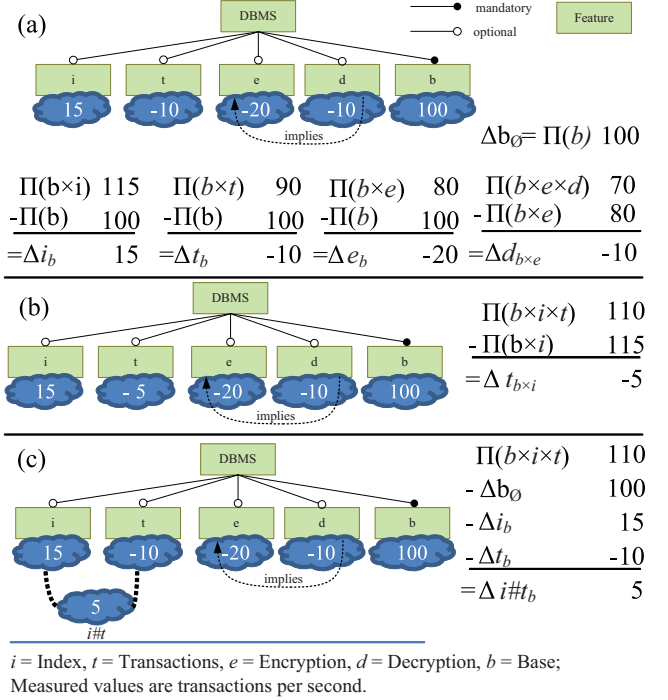 (a)
DBMS
mandatory
optional
Feature
i t e d b
15 -10 -20 -10 100
implies
Δb∅= Π(b) 100
Π(b×i) 115
-Π(b) 100
=Δi_b 15
Π(b×t) 90
-Π(b) 100
=Δt_b -10
Π(b×e) 80
-Π(b) 100
=Δe_b -20
Π(b×e×d) 70
-Π(b×e) 80
=Δd_b×e -10
(b)
DBMS
i t e d b
15 -5 -20 -10 100
implies
Π(b×i×t) 110
-Π(b×i) 115
=Δ t_b×i -5
(c)
DBMS
i t e d b
15 -10 -20 -10 100
implies
5
i#t
Π(b×i×t) 110
- Δb∅ 100
- Δi_b 15
- Δt_b -10
=Δ i#t_b 5
i = Index, t = Transactions, e = Encryption, d = Decryption, b = Base;
Measured values are transactions per second.